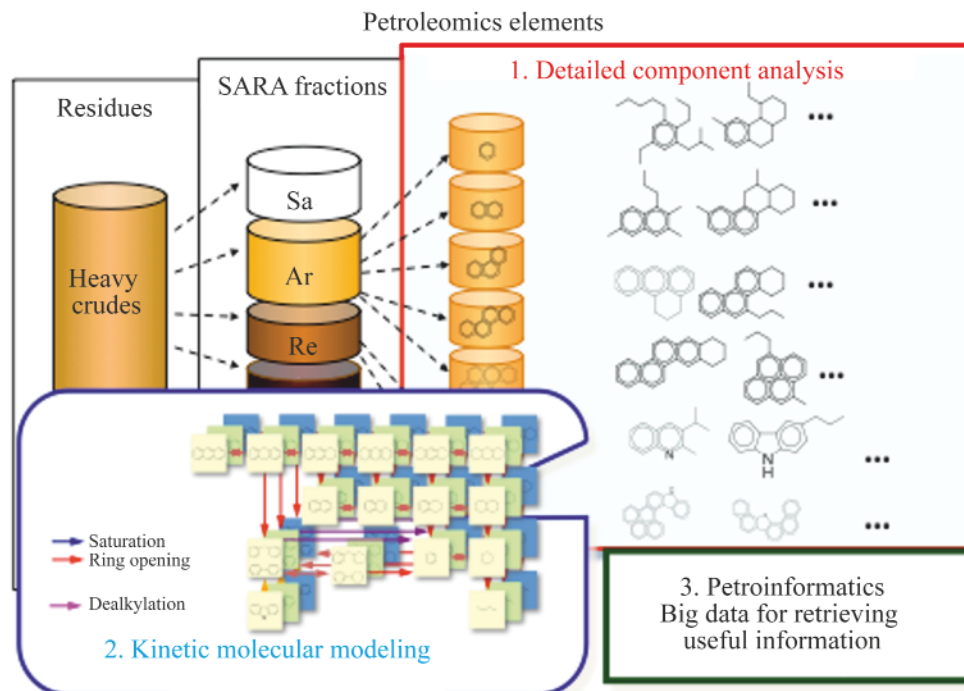 Petroleomics elements
1. Detailed component analysis
SARA fractions
Residues
Sa
Ar
Re
Heavy
crudes
N
N
H
S
Saturation
Ring opening
Dealkylation
2. Kinetic molecular modeling
3. Petroinformatics
Big data for retrieving
useful information